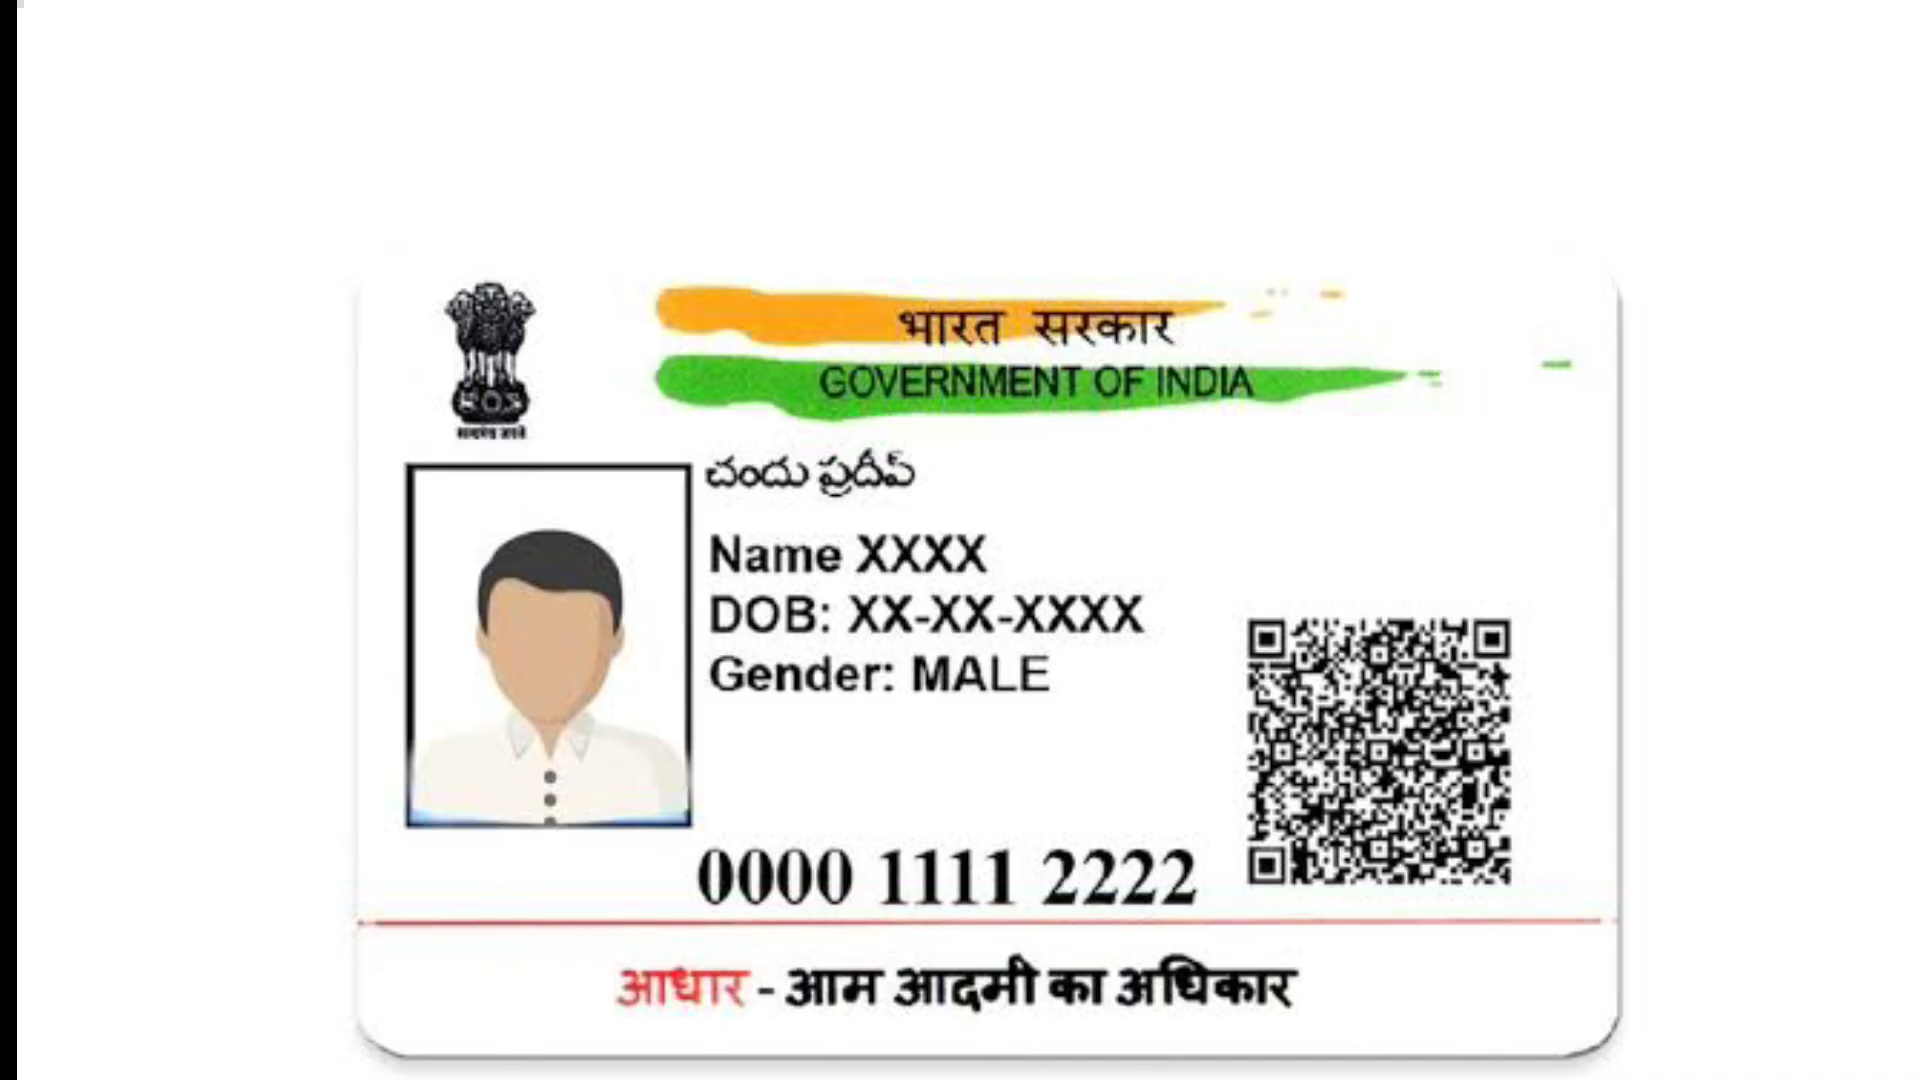 भारत सरकार
GOVERNMENT OF INDIA
చందు ప్రదీప్
Name XXXX
DOB: XX-XX-XXXX
Gender: MALE
0000 1111 2222
आधार - आम आदमी का अधिकार